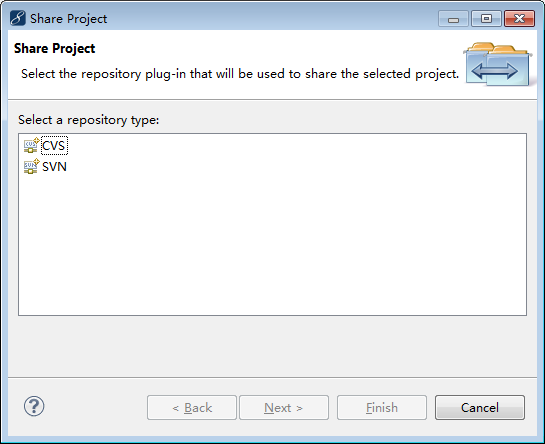 Share Project
Share Project
Select the repository plug-in that will be used to share the selected project.
Select a repository type:
CVS
SVN
?
< Back
Next >
Finish
Cancel